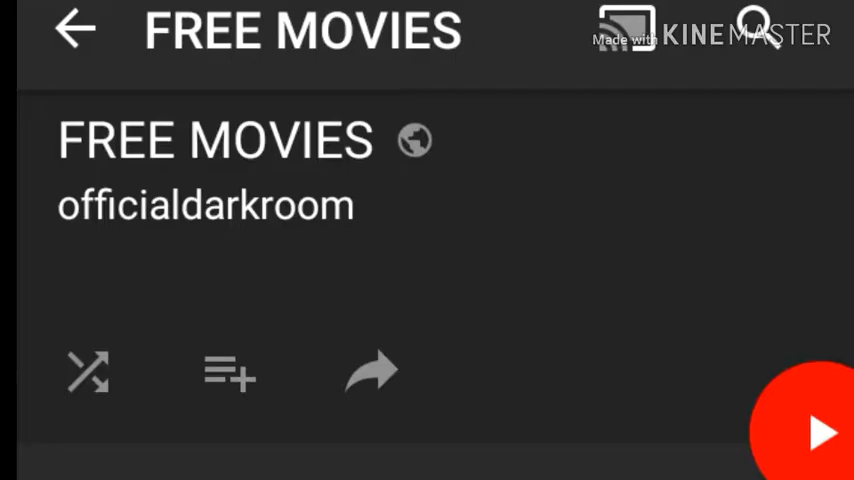 FREE MOVIES
Made with KINEMASTER
FREE MOVIES
officialdarkroom